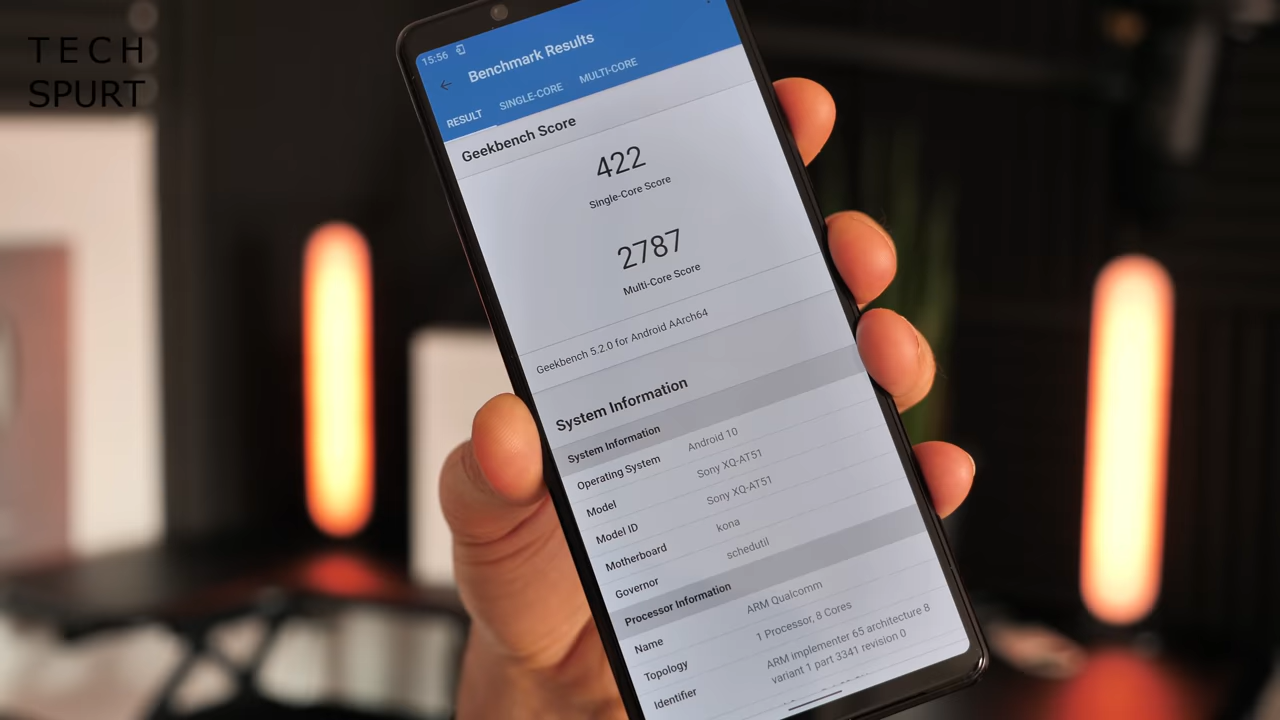 TECH
SPURT
15:56
Benchmark Results
RESULT SINGLE-CORE MULTI-CORE
Geekbench Score
422
Single-Core Score
2787
Multi-Core Score
Geekbench 5.2.0 for Android AArch64
System Information
System Information
Operating System Android 10
Model Sony XQ-AT51
Model ID Sony XQ-AT51
Motherboard kona
Governor schedutil
Processor Information
Name ARM Qualcomm
Topology 1 Processor, 8 Cores
Identifier ARM implementer 65 architecture 8
variant 1 part 3341 revision 0